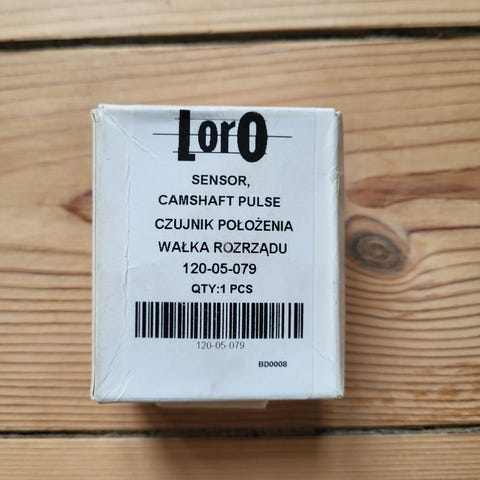 LorO
SENSOR,
CAMSHAFT PULSE
CZUJNIK POŁOŻENIA
WAŁKA ROZRZĄDU
120-05-079
QTY:1 PCS
120-05-079
BD0008